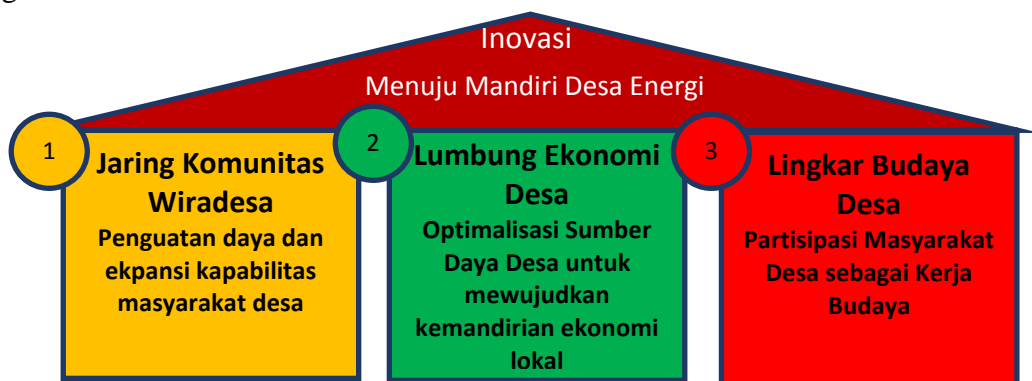 Inovasi
Menuju Mandiri Desa Energi
1
Jaring Komunitas
Wiradesa
Penguatan daya dan
ekpansi kapabilitas
masyarakat desa
2
Lumbung Ekonomi
Desa
Optimalisasi Sumber
Daya Desa untuk
mewujudkan
kemandirian ekonomi
lokal
3
Lingkar Budaya
Desa
Partisipasi Masyarakat
Desa sebagai Kerja
Budaya